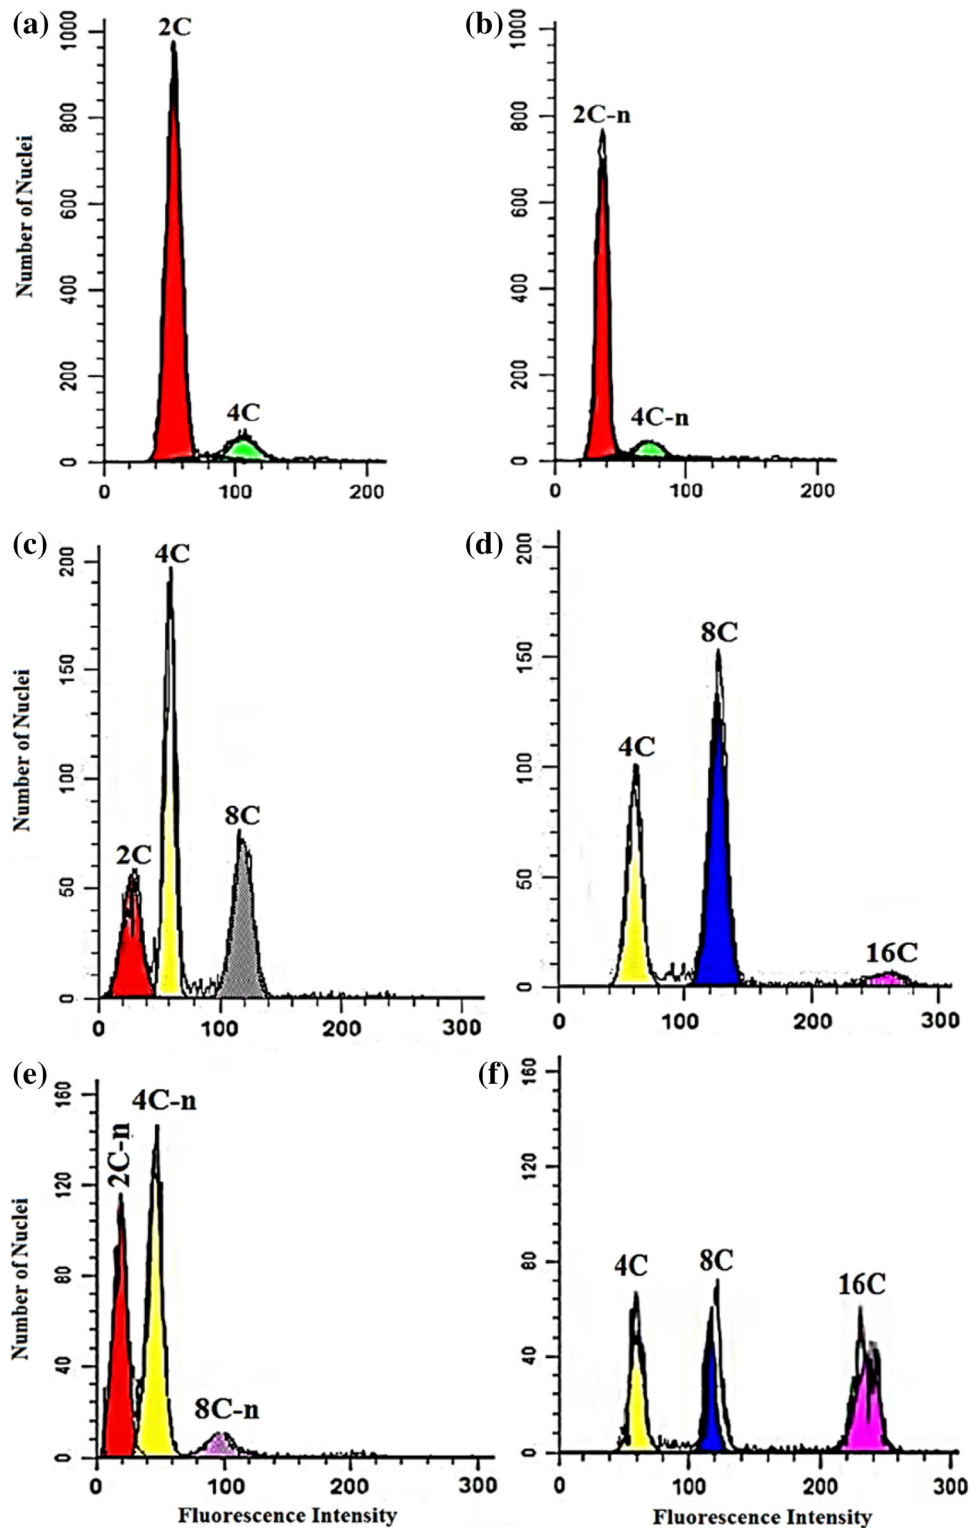 (a)
2C
4C
Number of Nuclei
1000
800
600
400
200
0
0 100 200
(b)
2C-n
4C-n
1000
800
600
400
200
0
0 100 200
(c)
4C
2C
8C
Number of Nuclei
200
150
100
50
0
0 100 200 300
(d)
8C
4C
16C
200
150
100
50
0
0 100 200 300
(e)
4C-n
2C-n
8C-n
Number of Nuclei
160
120
80
40
0
0 100 200 300
Fluorescence Intensity
(f)
4C
8C
16C
160
120
80
40
0
0 100 200 300
Fluorescence Intensity